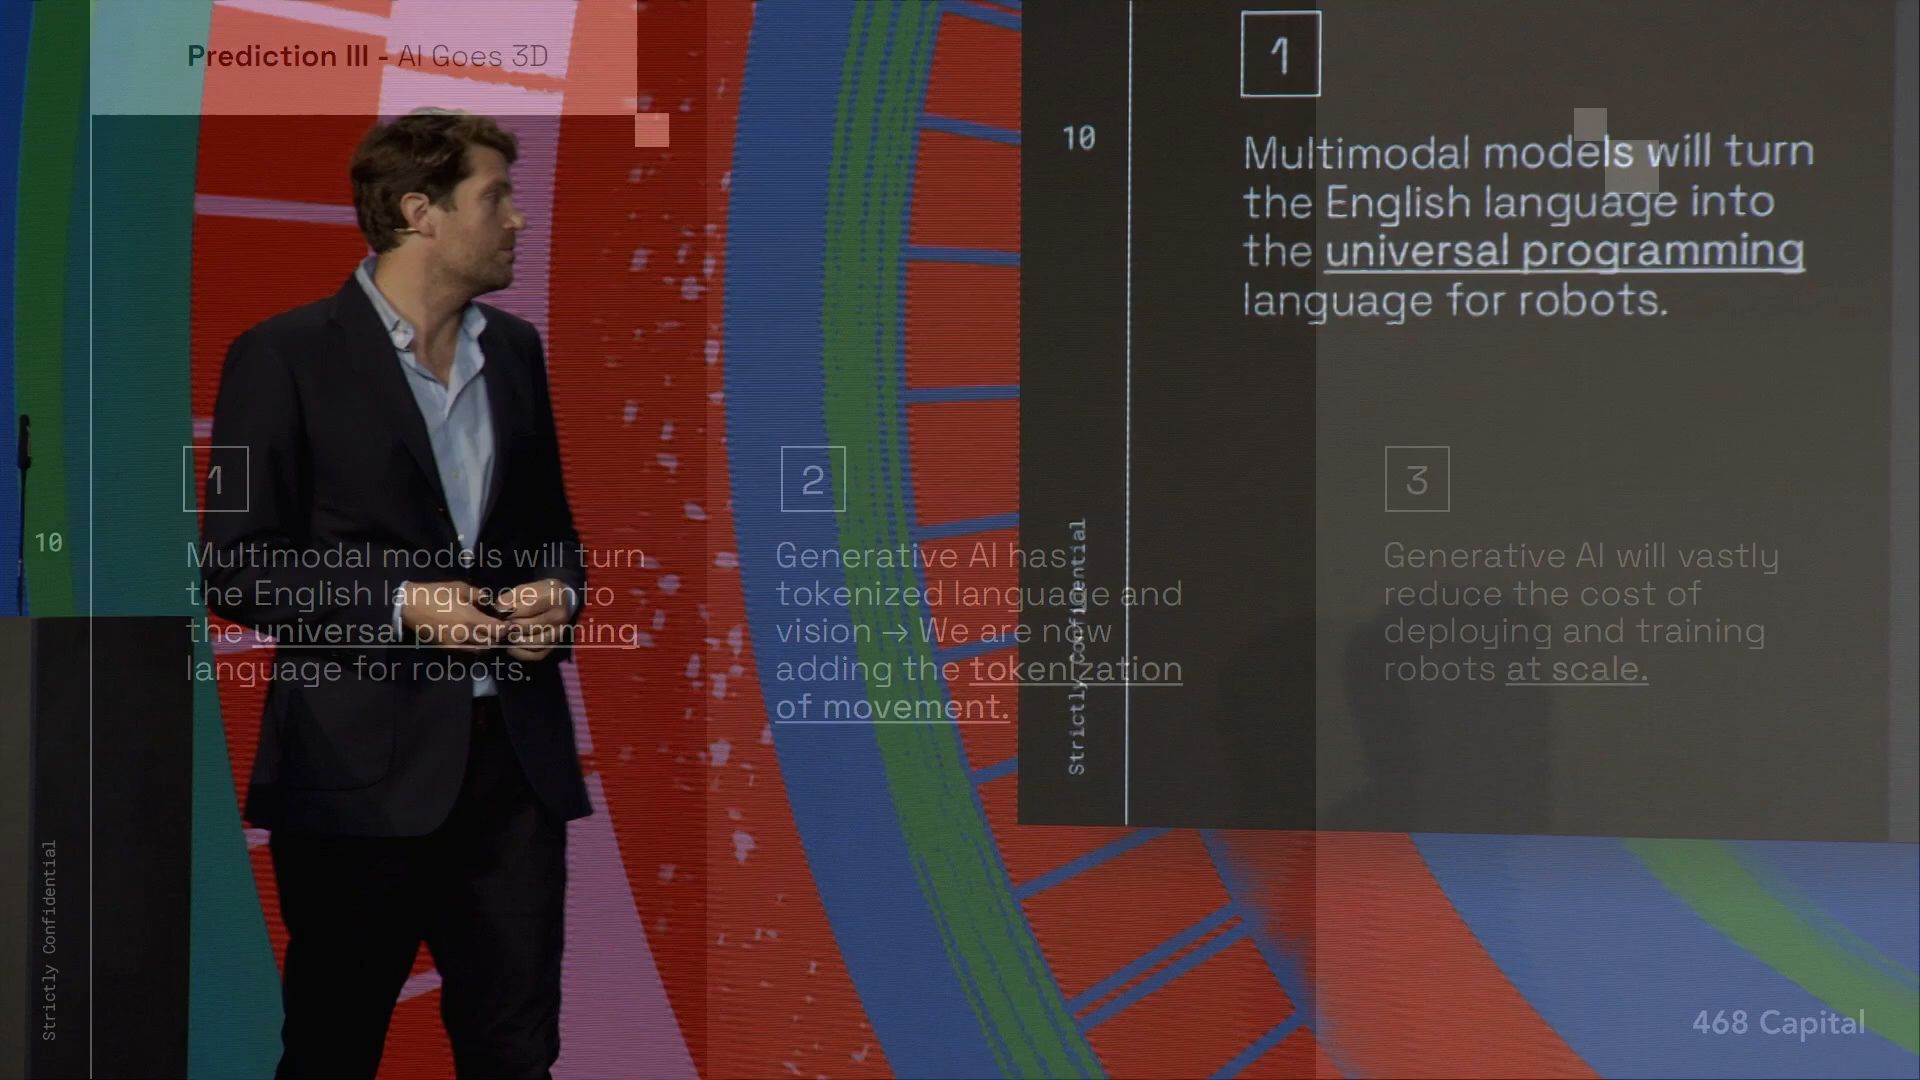 Prediction III - AI Goes 3D
1
10
Multimodal models will turn
the English language into
the universal programming
language for robots.
Strictly Confidential
1
Multimodal models will turn
the English language into
the universal programming
language for robots.
2
Generative AI has
tokenized language and
vision → We are now
adding the tokenization
of movement.
3
Generative AI will vastly
reduce the cost of
deploying and training
robots at scale.
10
Strictly Confidential
468 Capital